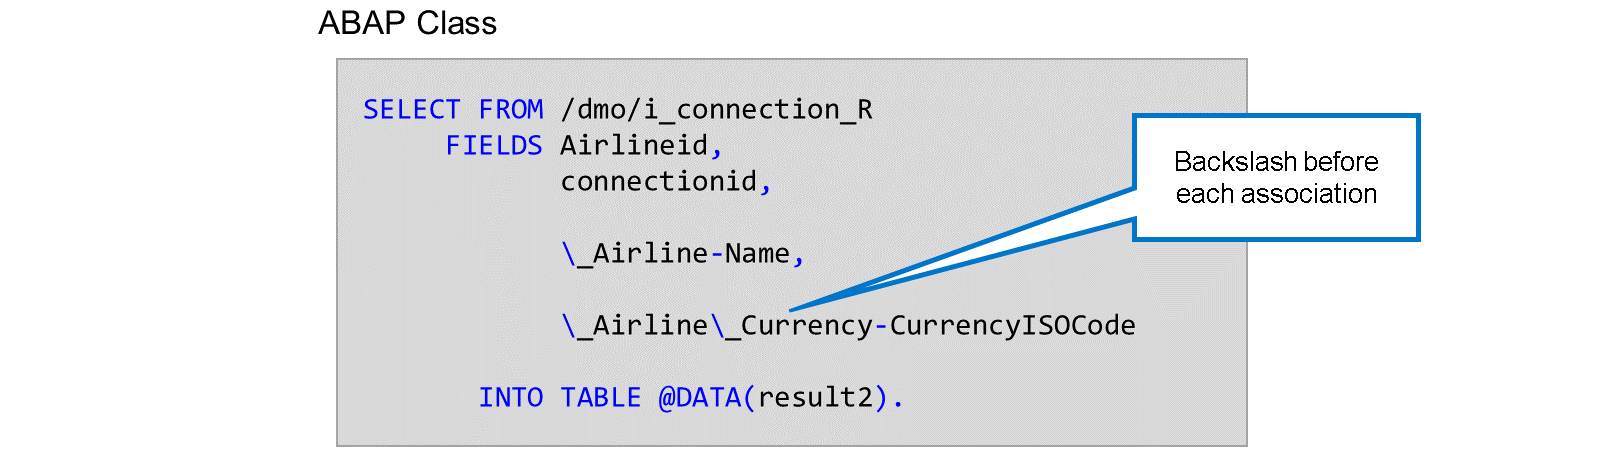 ABAP Class
SELECT FROM /dmo/i_connection_R
FIELDS Airlineid,
connectionid,
\_Airline-Name,
\_Airline\_Currency-CurrencyISOCode
INTO TABLE @DATA(result2).
Backslash before
each association